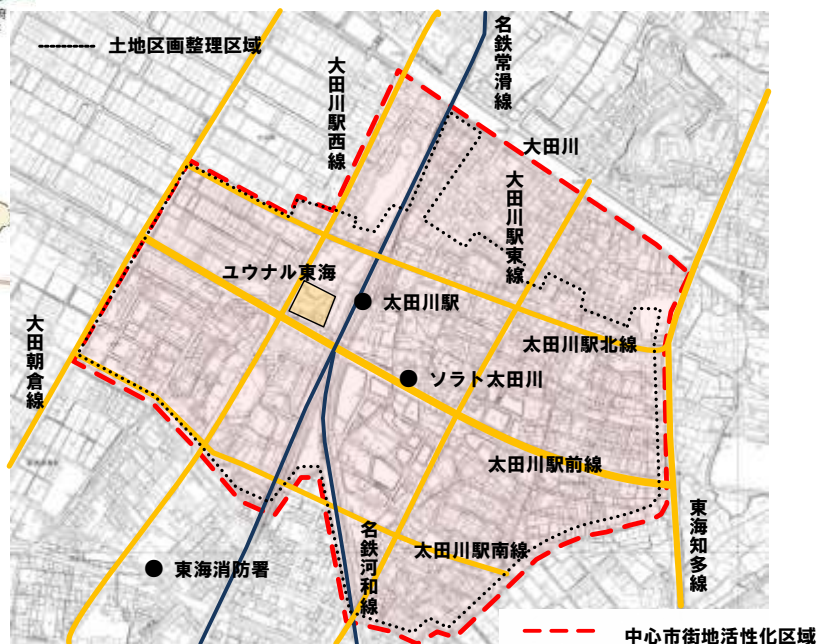 土地区画整理区域
名鉄常滑線
大田川駅西線
大田川
大田川駅東線
ユウナル東海
太田川駅
大田朝倉線
太田川駅北線
ソラト太田川
太田川駅前線
東海知多線
名鉄河和線
太田川駅南線
東海消防署
中心市街地活性化区域